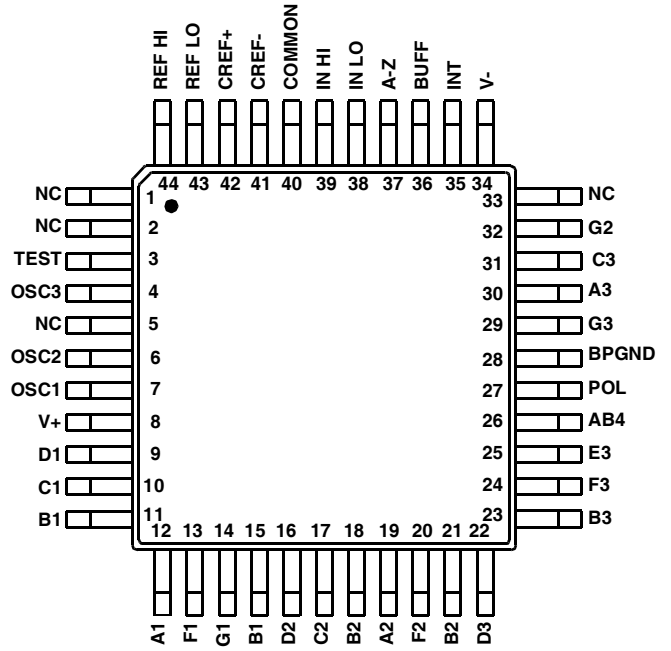 REF HI
REF LO
CREF+
CREF-
COMMON
IN HI
IN LO
A-Z
BUFF
INT
V-
44 43 42 41 40 39 38 37 36 35 34
NC 1 33 NC
NC 2 32 G2
TEST 3 31 C3
OSC3 4 30 A3
NC 5 29 G3
OSC2 6 28 BPGND
OSC1 7 27 POL
V+ 8 26 AB4
D1 9 25 E3
C1 10 24 F3
B1 11 23 B3
12 13 14 15 16 17 18 19 20 21 22
A1
F1
G1
B1
D2
C2
B2
A2
F2
B2
D3